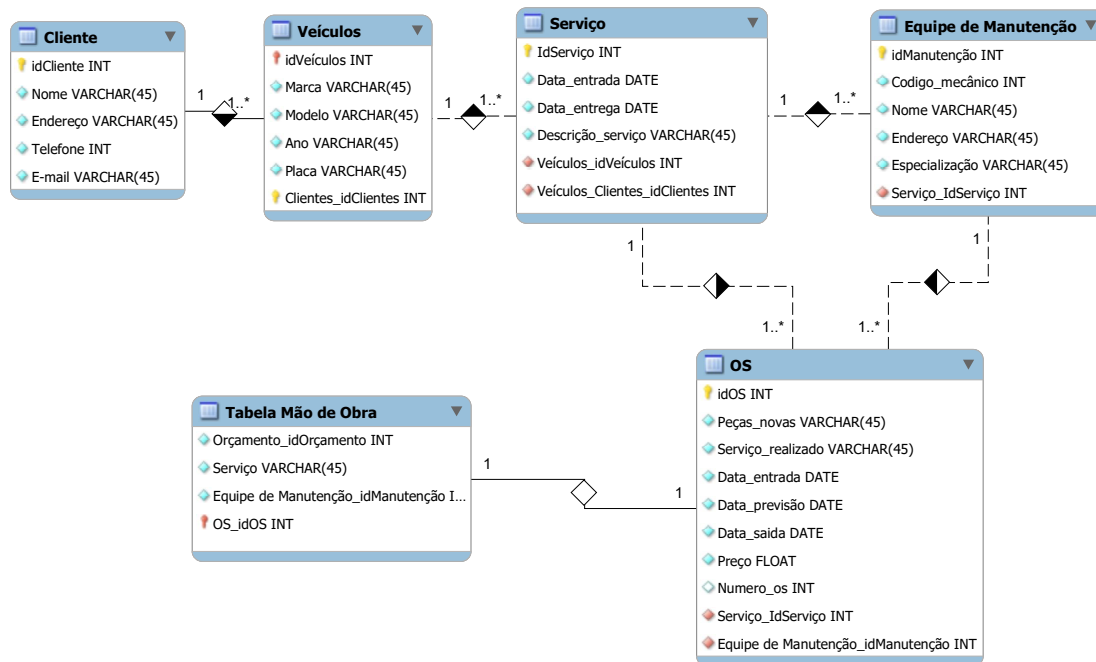 Cliente
idCliente INT
Nome VARCHAR(45)
Endereço VARCHAR(45)
Telefone INT
E-mail VARCHAR(45)
1
1..*
Veículos
idVeículos INT
Marca VARCHAR(45)
Modelo VARCHAR(45)
Ano VARCHAR(45)
Placa VARCHAR(45)
Clientes_idClientes INT
1
1..*
Serviço
IdServiço INT
Data_entrada DATE
Data_entrega DATE
Descrição_serviço VARCHAR(45)
Veículos_idVeículos INT
Veículos_Clientes_idClientes INT
1
1..*
Equipe de Manutenção
idManutenção INT
Codigo_mecânico INT
Nome VARCHAR(45)
Endereço VARCHAR(45)
Especialização VARCHAR(45)
Serviço_IdServiço INT
1
1
1..*
1..*
Tabela Mão de Obra
Orçamento_idOrçamento INT
Serviço VARCHAR(45)
Equipe de Manutenção_idManutenção I...
OS_idOS INT
1
1
OS
idOS INT
Peças_novas VARCHAR(45)
Serviço_realizado VARCHAR(45)
Data_entrada DATE
Data_previsão DATE
Data_saida DATE
Preço FLOAT
Numero_os INT
Serviço_IdServiço INT
Equipe de Manutenção_idManutenção INT